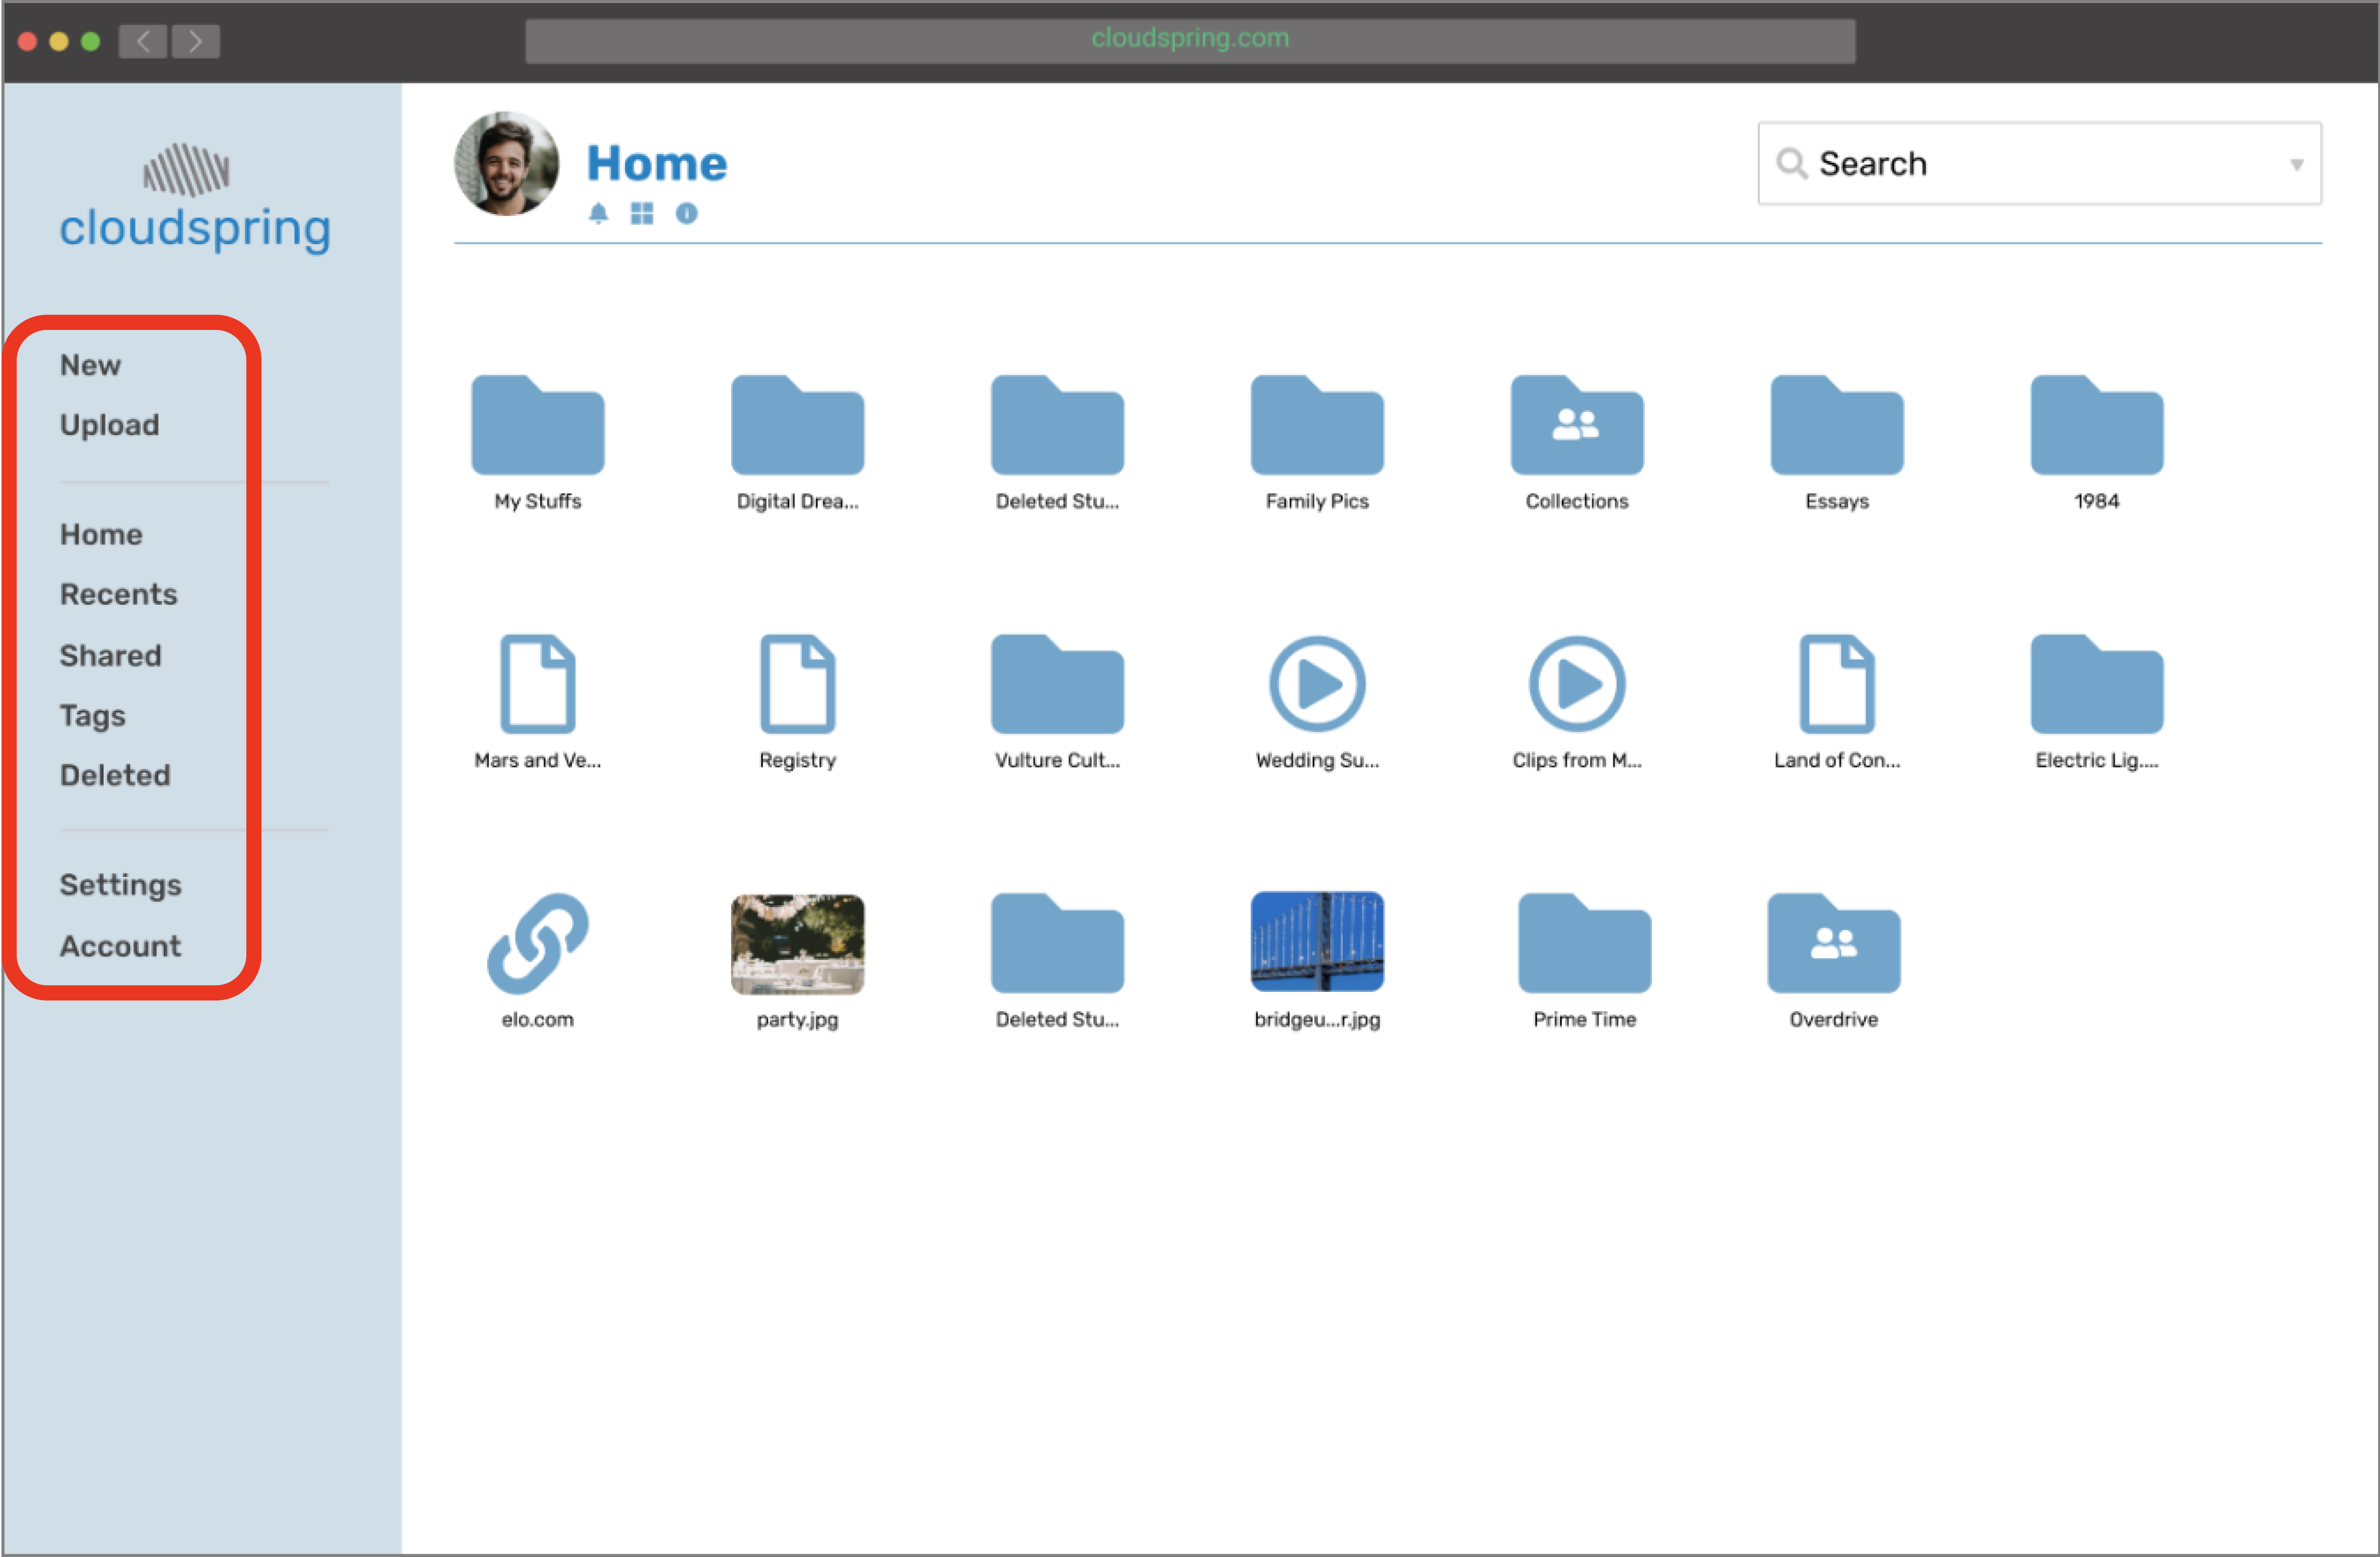 cloudspring.com
cloudspring
New
Upload
Home
Recents
Shared
Tags
Deleted
Settings
Account
Home
Search
My Stuffs
Digital Drea...
Deleted Stu...
Family Pics
Collections
Essays
1984
Mars and Ve...
Registry
Vulture Cult...
Wedding Su...
Clips from M...
Land of Con...
Electric Lig....
elo.com
party.jpg
Deleted Stu...
bridgeu...r.jpg
Prime Time
Overdrive